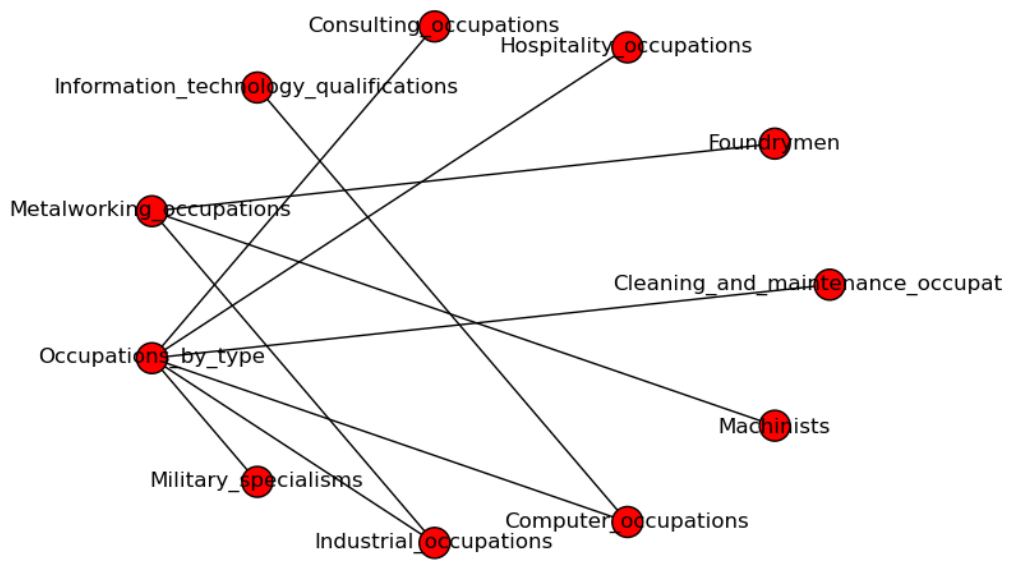 Consulting_occupations
Hospitality_occupations
Information_technology_qualifications
Foundrymen
Metalworking_occupations
Cleaning_and_maintenance_occupat
Occupations_by_type
Machinists
Military_specialisms
Computer_occupations
Industrial_occupations